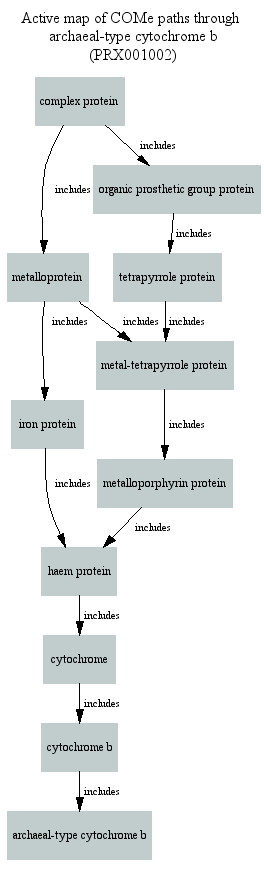 Active map of COMe paths through
archaeal-type cytochrome b
(PRX001002)
complex protein
includes
organic prosthetic group protein
includes
includes
metalloprotein
tetrapyrrole protein
includes
includes
includes
metal-tetrapyrrole protein
iron protein
includes
metalloporphyrin protein
includes
includes
haem protein
includes
cytochrome
includes
cytochrome b
includes
archaeal-type cytochrome b